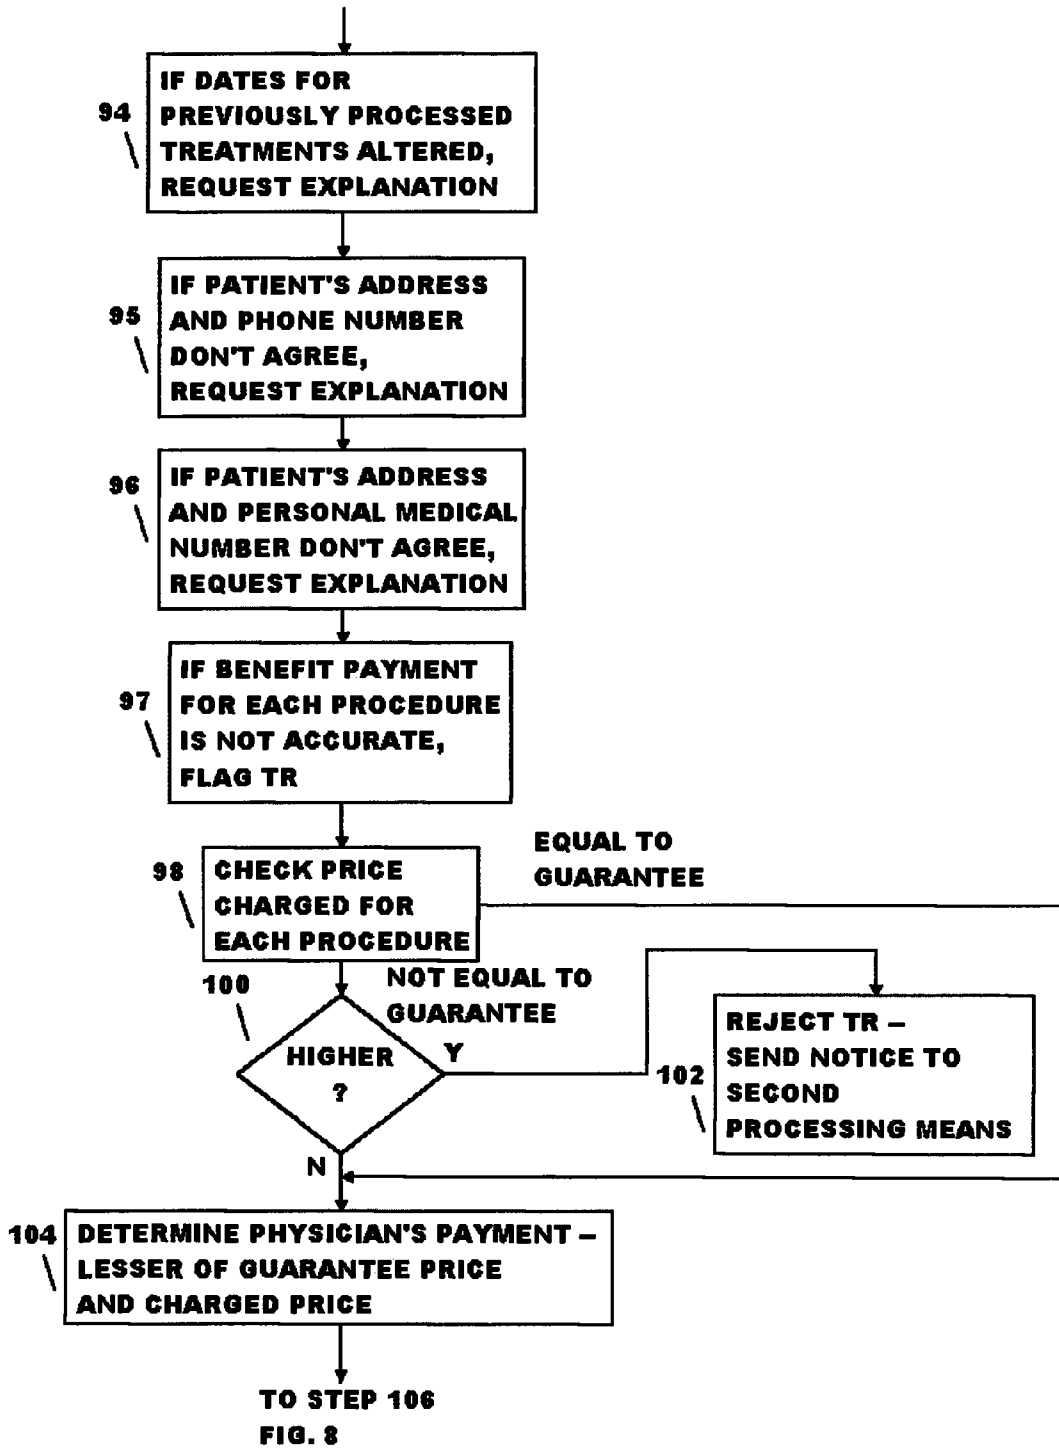 94
IF DATES FOR
PREVIOUSLY PROCESSED
TREATMENTS ALTERED,
REQUEST EXPLANATION
95
IF PATIENT'S ADDRESS
AND PHONE NUMBER
DON'T AGREE,
REQUEST EXPLANATION
96
IF PATIENT'S ADDRESS
AND PERSONAL MEDICAL
NUMBER DON'T AGREE,
REQUEST EXPLANATION
97
IF BENEFIT PAYMENT
FOR EACH PROCEDURE
IS NOT ACCURATE,
FLAG TR
98
CHECK PRICE
CHARGED FOR
EACH PROCEDURE
EQUAL TO
GUARANTEE
NOT EQUAL TO
GUARANTEE
100
HIGHER
?
Y
N
102
REJECT TR –
SEND NOTICE TO
SECOND
PROCESSING MEANS
104
DETERMINE PHYSICIAN'S PAYMENT –
LESSER OF GUARANTEE PRICE
AND CHARGED PRICE
TO STEP 106
FIG. 8